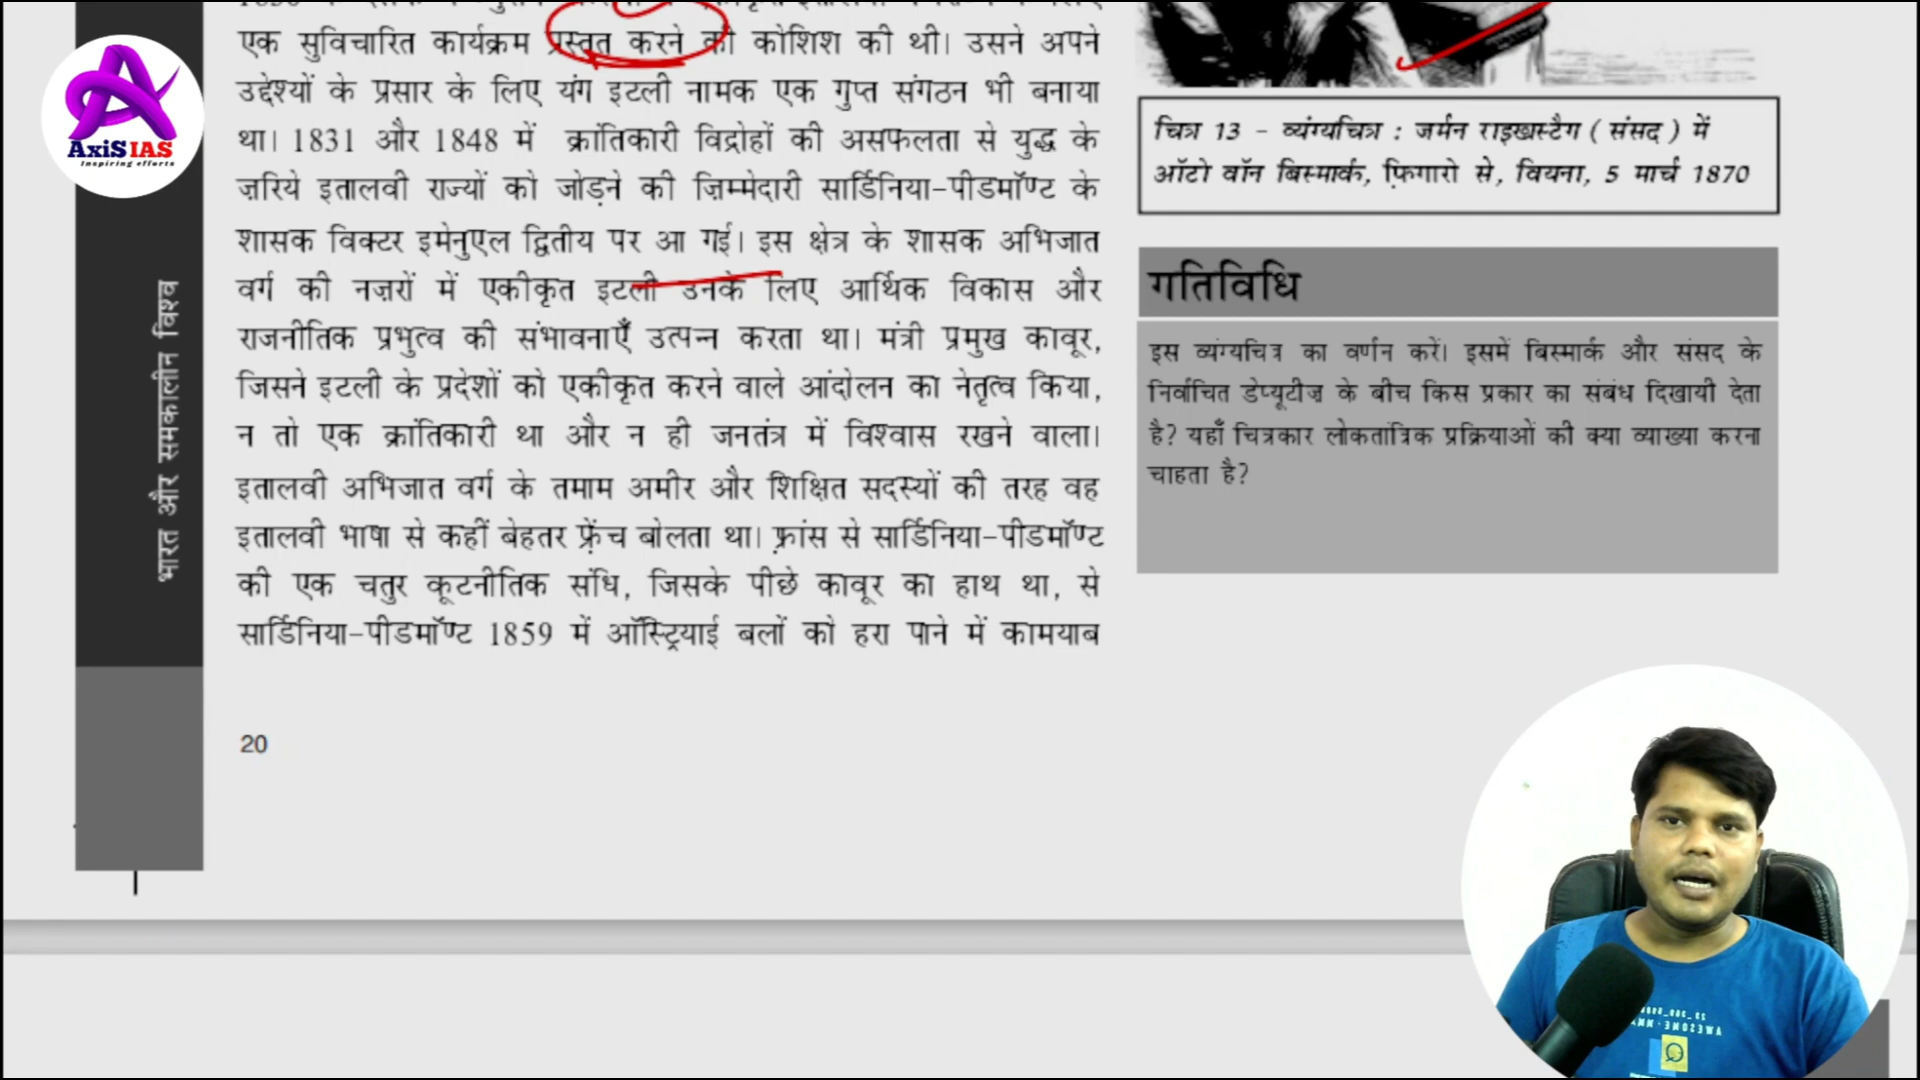 एक सुविचारित कार्यक्रम प्रस्तुत करने की कोशिश की थी। उसने अपने
उद्देश्यों के प्रसार के लिए यंग इटली नामक एक गुप्त संगठन भी बनाया
था। 1831 और 1848 में क्रांतिकारी विद्रोहों की असफलता से युद्ध के
ज़रिये इतालवी राज्यों को जोड़ने की ज़िम्मेदारी सार्डिनिया-पीडमॉण्ट के
शासक विक्टर इमेनुएल द्वितीय पर आ गई। इस क्षेत्र के शासक अभिजात
वर्ग की नज़रों में एकीकृत इटली उनके लिए आर्थिक विकास और
राजनीतिक प्रभुत्व की संभावनाएँ उत्पन्न करता था। मंत्री प्रमुख कावूर,
जिसने इटली के प्रदेशों को एकीकृत करने वाले आंदोलन का नेतृत्व किया,
न तो एक क्रांतिकारी था और न ही जनतंत्र में विश्वास रखने वाला।
इतालवी अभिजात वर्ग के तमाम अमीर और शिक्षित सदस्यों की तरह वह
इतालवी भाषा से कहीं बेहतर फ़्रेंच बोलता था। फ़्रांस से सार्डिनिया-पीडमॉण्ट
की एक चतुर कूटनीतिक संधि, जिसके पीछे कावूर का हाथ था, से
सार्डिनिया-पीडमॉण्ट 1859 में ऑस्ट्रियाई बलों को हरा पाने में कामयाब
20
चित्र 13 - व्यंग्यचित्र : जर्मन राइखस्टैग ( संसद ) में
ऑटो वॉन बिस्मार्क, फ़िगारो से, वियना, 5 मार्च 1870
गतिविधि
इस व्यंग्यचित्र का वर्णन करें। इसमें बिस्मार्क और संसद के
निर्वाचित डेप्यूटीज़ के बीच किस प्रकार का संबंध दिखायी देता
है? यहाँ चित्रकार लोकतांत्रिक प्रक्रियाओं की क्या व्याख्या करना
चाहता है?
भारत और समकालीन विश्व
AxiS IAS
Inspiring efforts
AWESOME